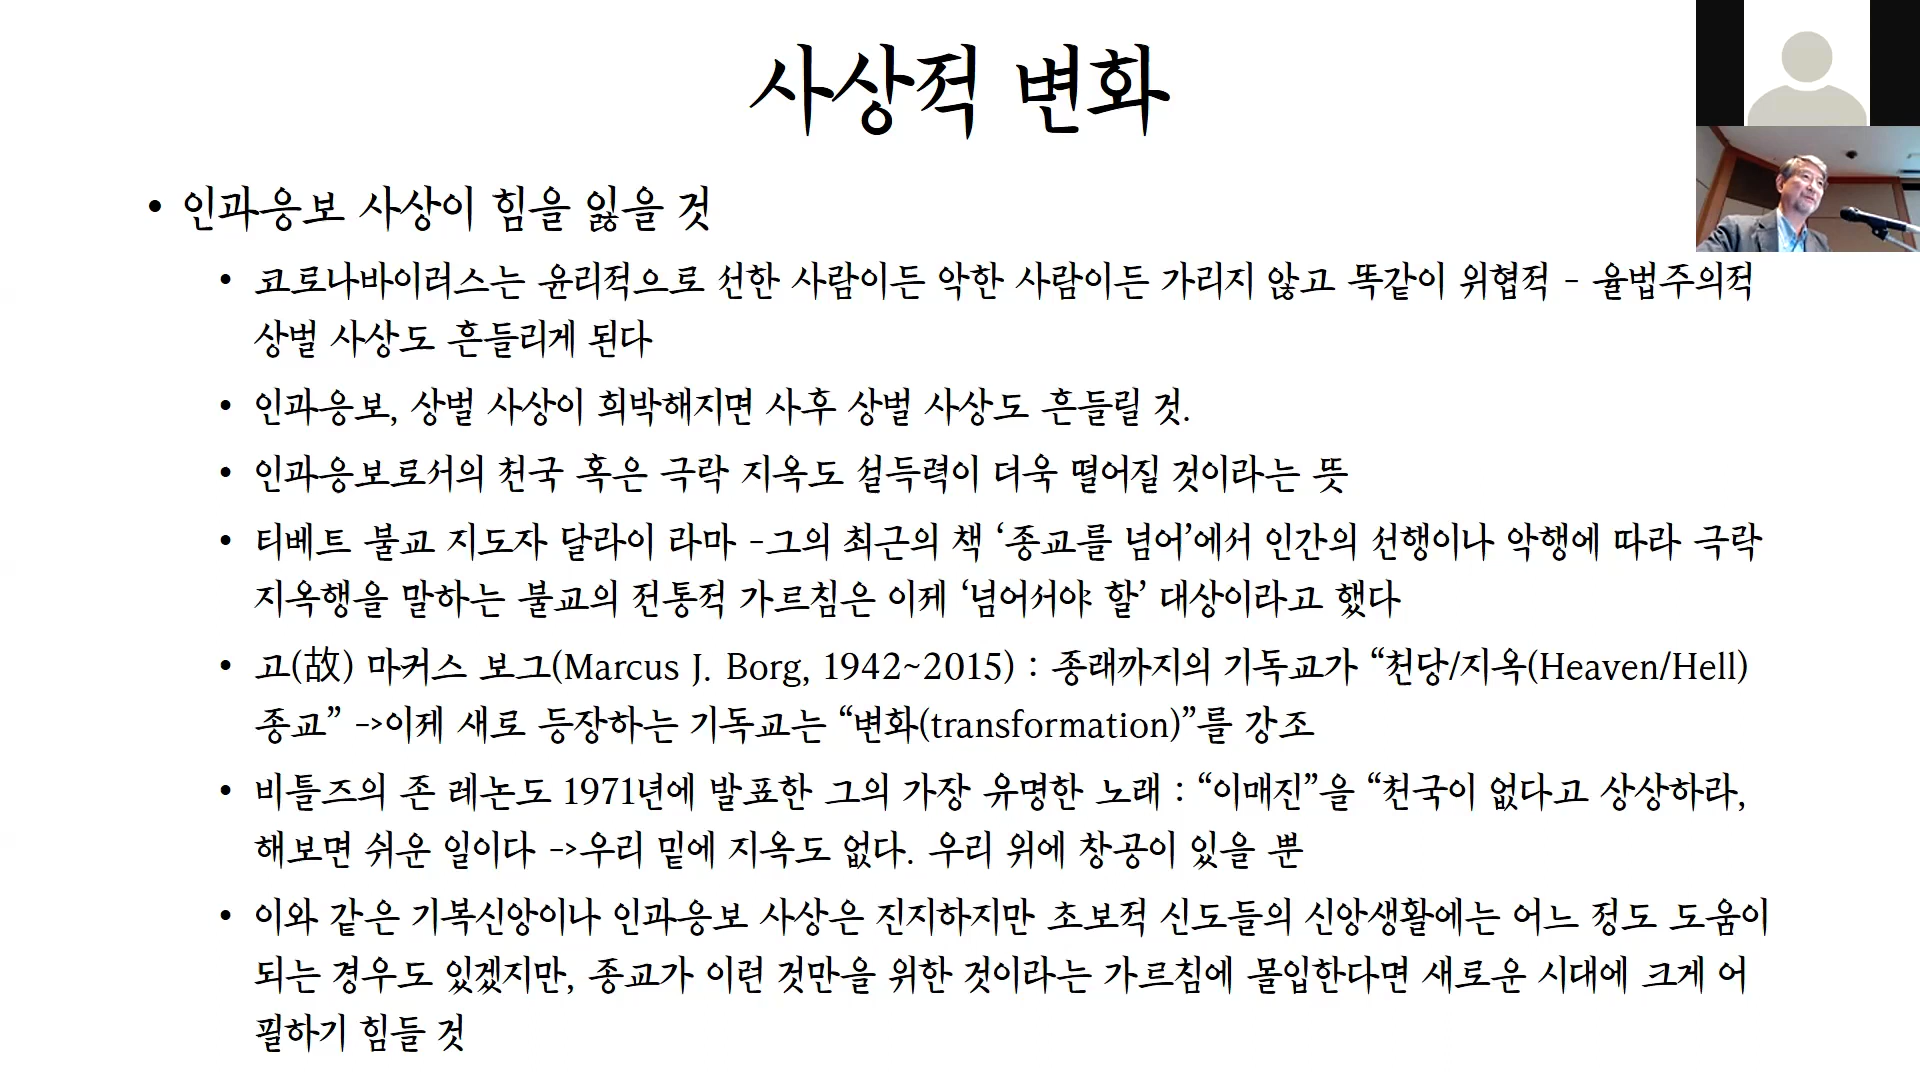 사상적 변화
• 인과응보 사상이 힘을 잃을 것
• 코로나바이러스는 윤리적으로 선한 사람이든 악한 사람이든 가리지 않고 똑같이 위협적 - 율법주의적
상벌 사상도 흔들리게 된다
• 인과응보, 상벌 사상이 희박해지면 사후 상벌 사상도 흔들릴 것.
• 인과응보로서의 천국 혹은 극락 지옥도 설득력이 더욱 떨어질 것이라는 뜻
• 티베트 불교 지도자 달라이 라마 -그의 최근의 책 ‘종교를 넘어’에서 인간의 선행이나 악행에 따라 극락
지옥행을 말하는 불교의 전통적 가르침은 이제 ‘넘어서야 할’ 대상이라고 했다
• 고(故) 마커스 보그(Marcus J. Borg, 1942~2015) : 종래까지의 기독교가 “천당/지옥(Heaven/Hell)
종교” ->이제 새로 등장하는 기독교는 “변화(transformation)”를 강조
• 비틀즈의 존 레논도 1971년에 발표한 그의 가장 유명한 노래 : “이매진”을 “천국이 없다고 상상하라,
해보면 쉬운 일이다 ->우리 밑에 지옥도 없다. 우리 위에 창공이 있을 뿐
• 이와 같은 기복신앙이나 인과응보 사상은 진지하지만 초보적 신도들의 신앙생활에는 어느 정도 도움이
되는 경우도 있겠지만, 종교가 이런 것만을 위한 것이라는 가르침에 몰입한다면 새로운 시대에 크게 어
필하기 힘들 것